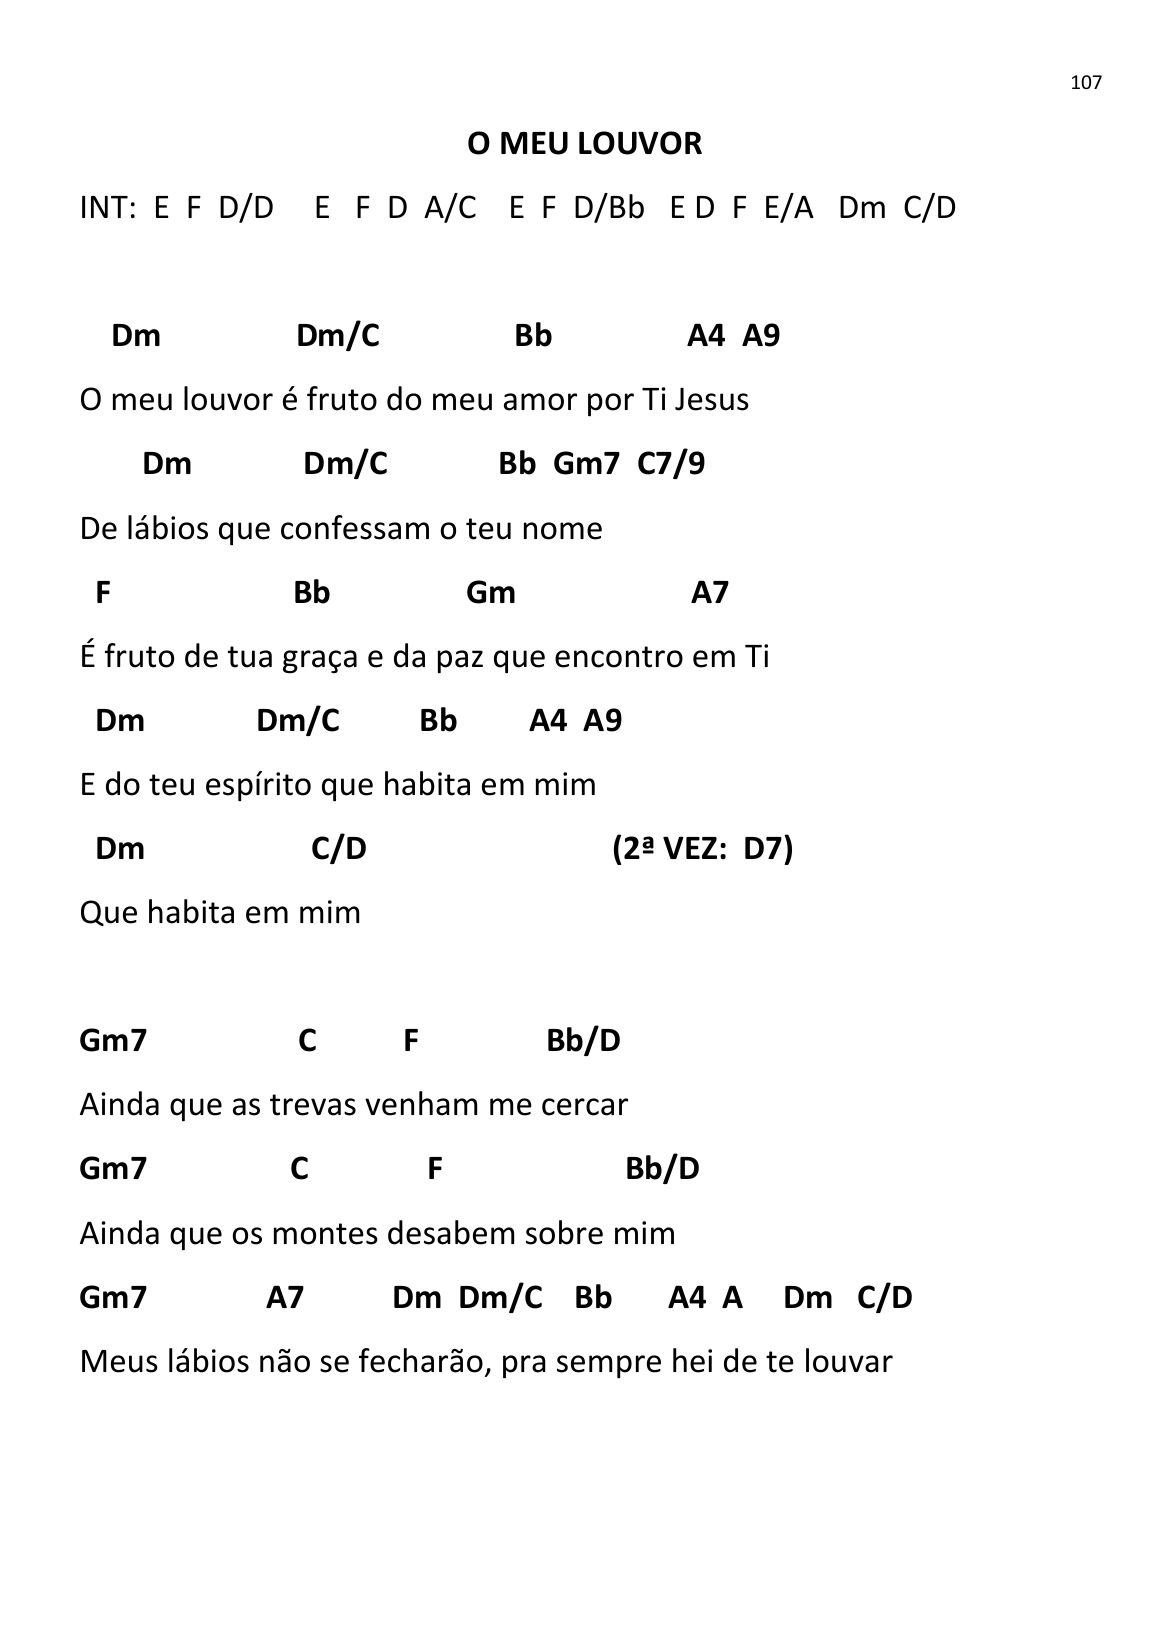 107
O MEU LOUVOR
INT: E F D/D E F D A/C E F D/Bb E D F E/A Dm C/D
Dm Dm/C Bb A4 A9
O meu louvor é fruto do meu amor por Ti Jesus
Dm Dm/C Bb Gm7 C7/9
De lábios que confessam o teu nome
F Bb Gm A7
É fruto de tua graça e da paz que encontro em Ti
Dm Dm/C Bb A4 A9
E do teu espírito que habita em mim
Dm C/D (2ª VEZ: D7)
Que habita em mim
Gm7 C F Bb/D
Ainda que as trevas venham me cercar
Gm7 C F Bb/D
Ainda que os montes desabem sobre mim
Gm7 A7 Dm Dm/C Bb A4 A Dm C/D
Meus lábios não se fecharão, pra sempre hei de te louvar